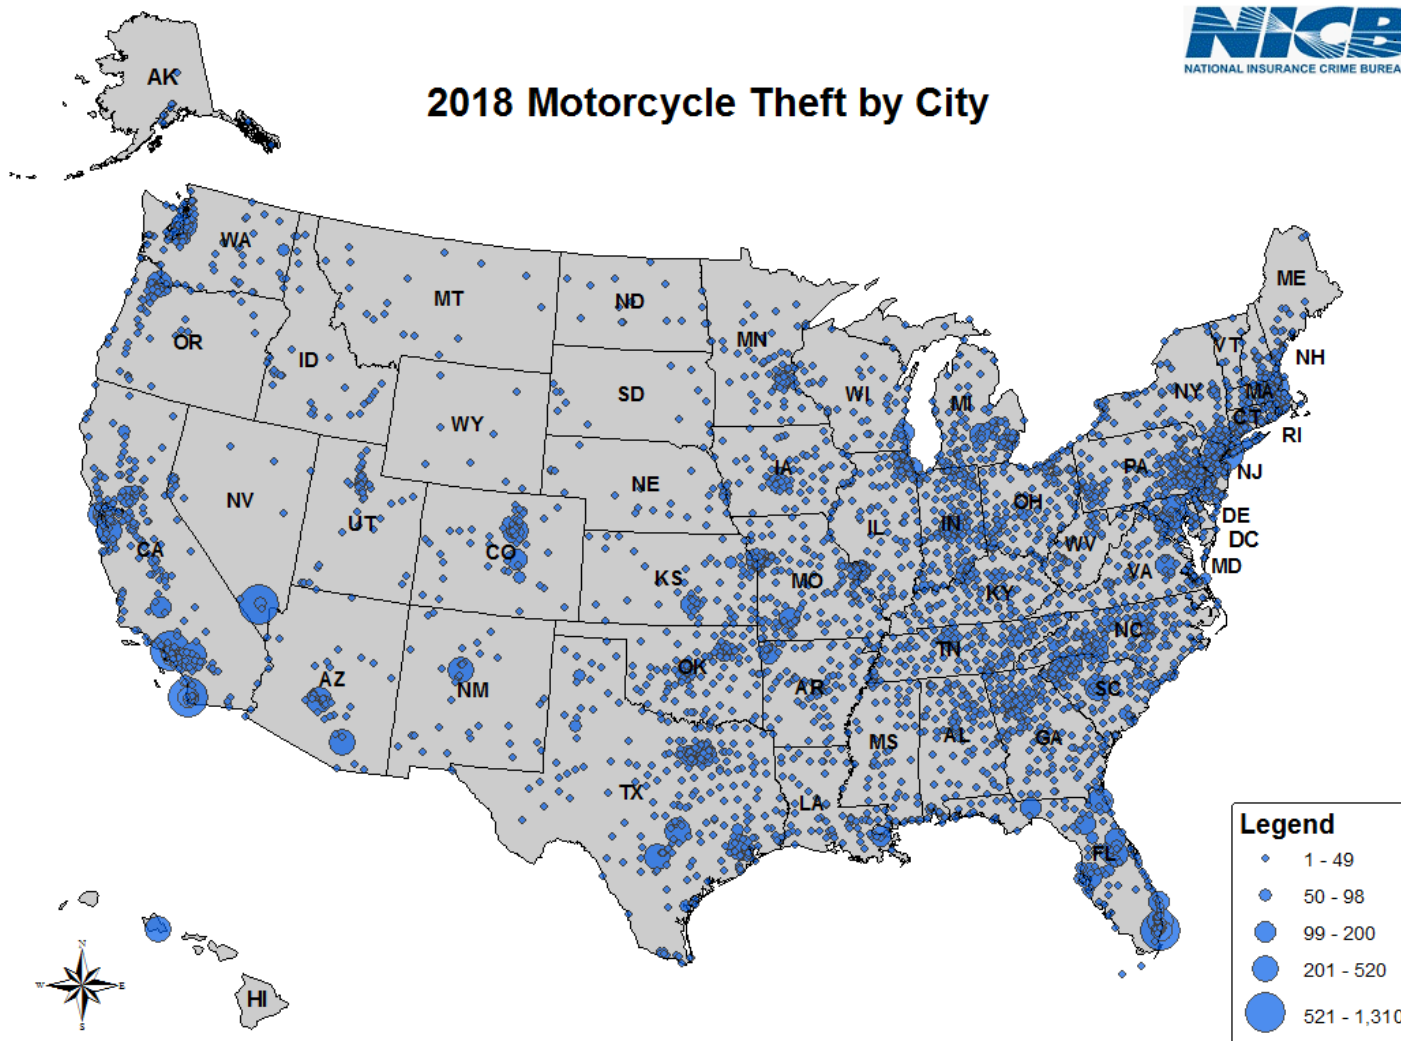 NICB
NATIONAL INSURANCE CRIME BUREA
2018 Motorcycle Theft by City
AK
WA
MT
ND
MN
ME
OR
ID
SD
WI
MI
NY
VT
NH
MA
CT
RI
WY
NV
UT
CO
NE
IA
IL
IN
OH
PA
NJ
DE
DC
MD
WV
VA
CA
KS
MO
KY
AZ
NM
OK
AR
TN
NC
SC
MS
AL
GA
TX
LA
FL
HI
N
W
E
S
Legend
1 - 49
50 - 98
99 - 200
201 - 520
521 - 1,310